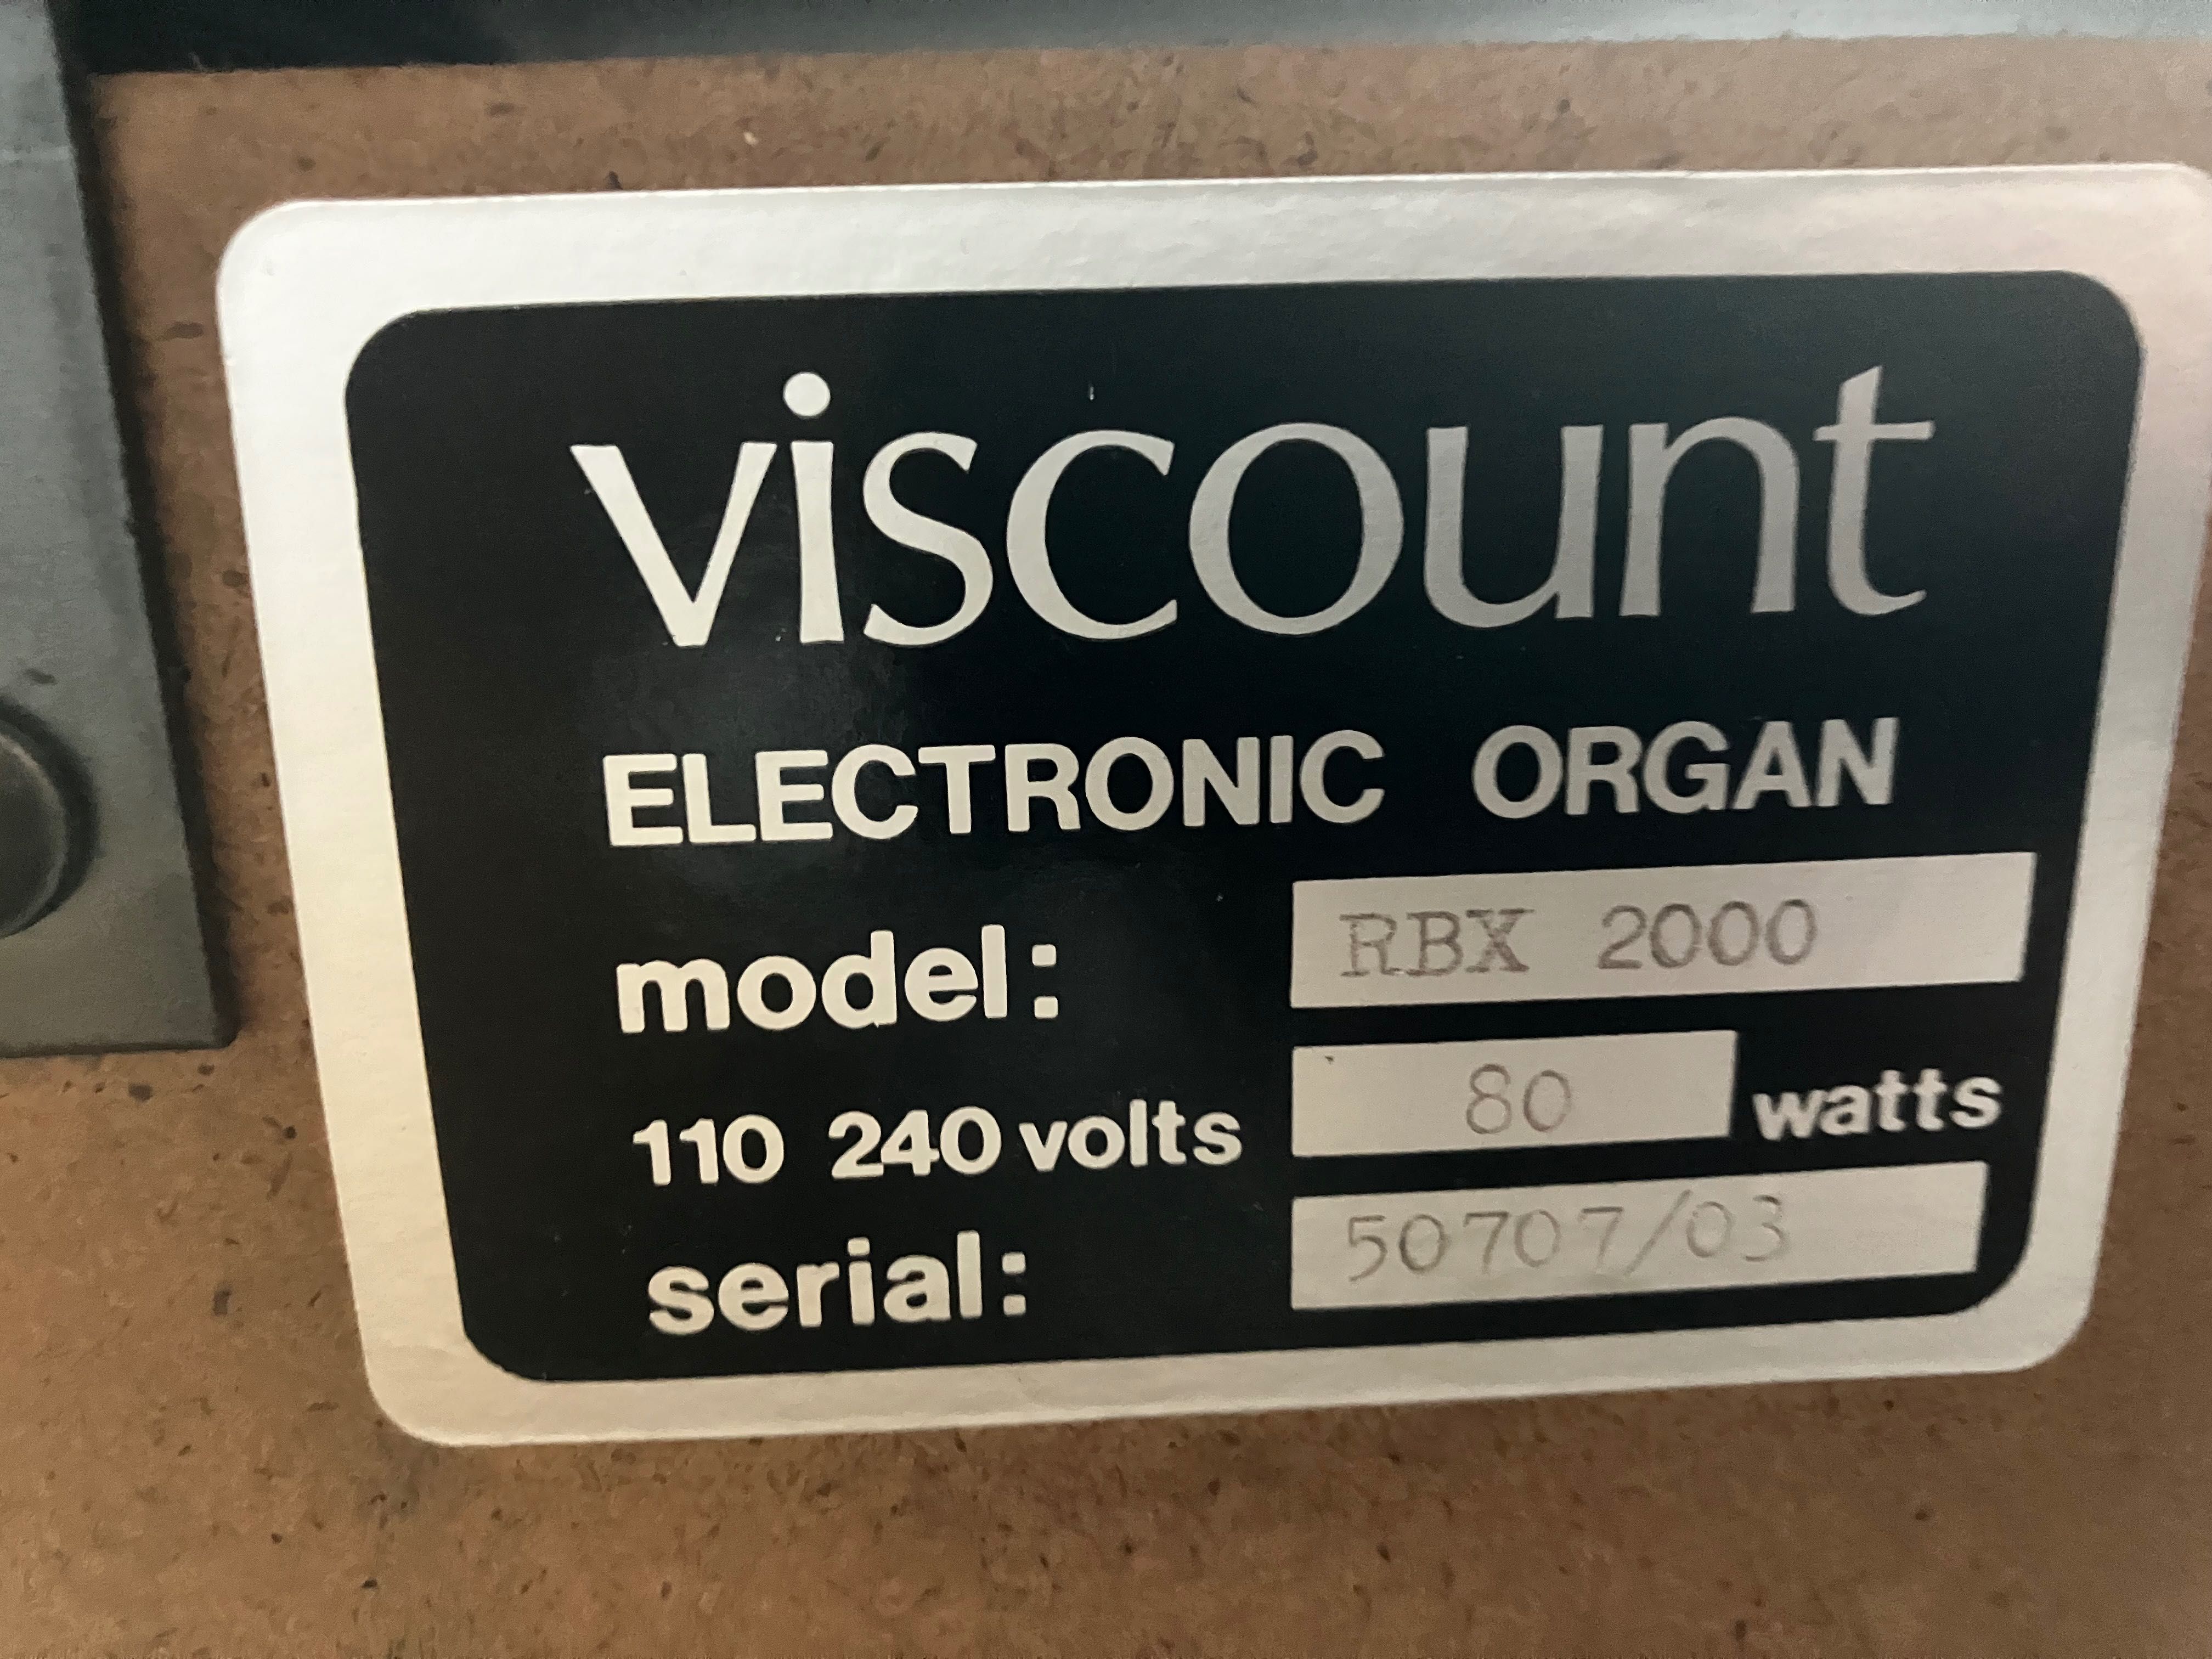 viscount
ELECTRONIC ORGAN
model: RBX 2000
110 240 volts 80 watts
serial: 50707/03